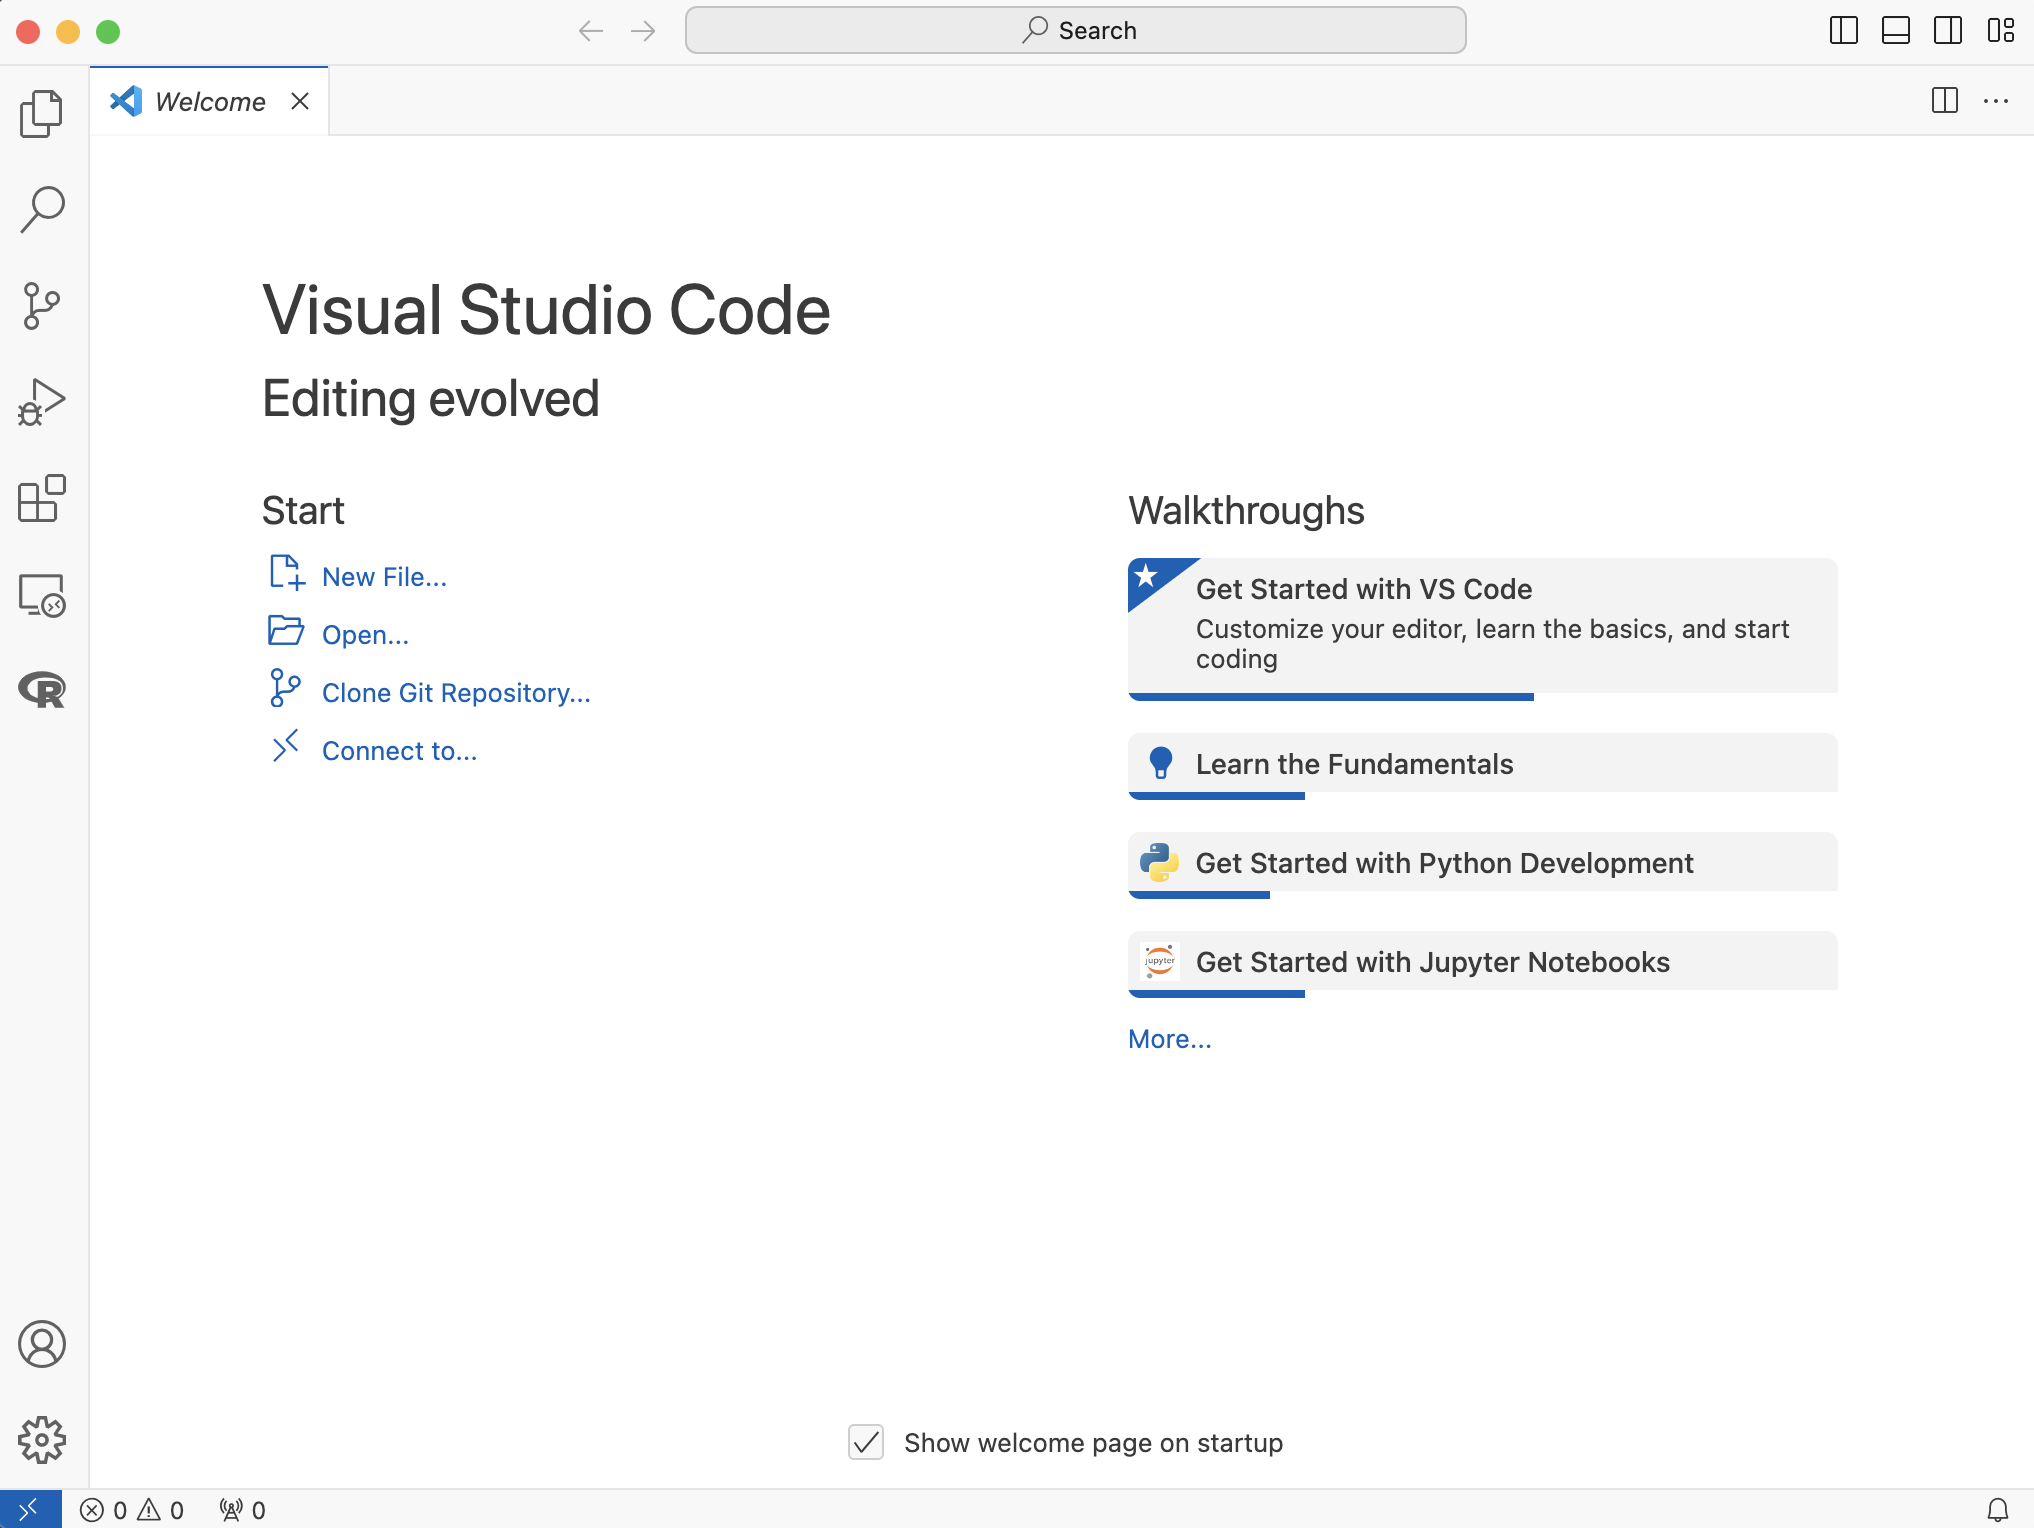 Search
Welcome
Visual Studio Code
Editing evolved
Start
New File...
Open...
Clone Git Repository...
Connect to...
Walkthroughs
Get Started with VS Code
Customize your editor, learn the basics, and start
coding
Learn the Fundamentals
Get Started with Python Development
jupyter
Get Started with Jupyter Notebooks
More...
Show welcome page on startup
R
0 0 0